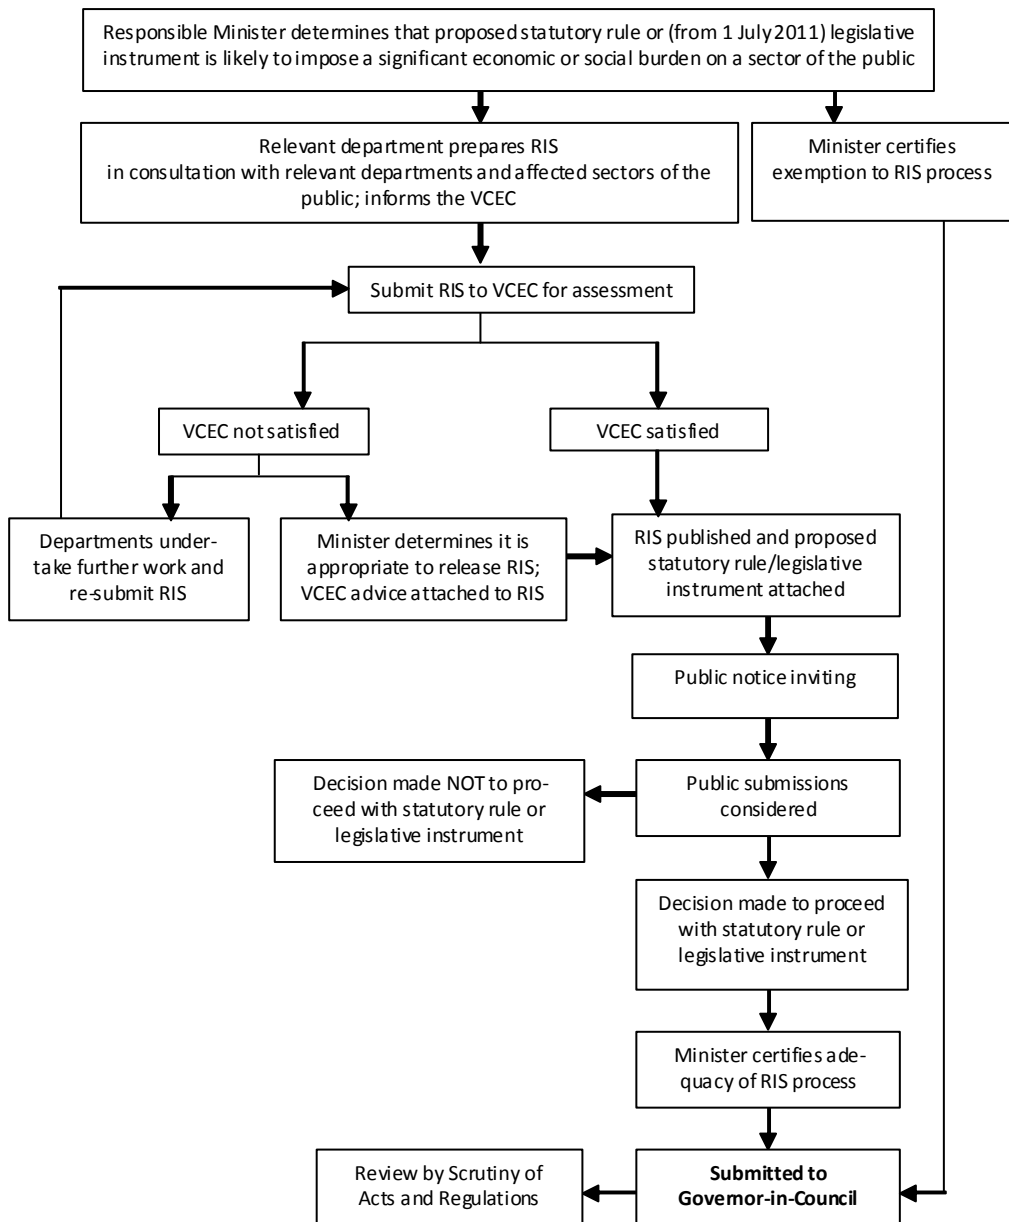 Responsible Minister determines that proposed statutory rule or (from 1 July 2011) legislative
instrument is likely to impose a significant economic or social burden on a sector of the public
Relevant department prepares RIS
in consultation with relevant departments and affected sectors of the
public; informs the VCEC
Minister certifies
exemption to RIS process
Submit RIS to VCEC for assessment
VCEC not satisfied
VCEC satisfied
Departments under-
take further work and
re-submit RIS
Minister determines it is
appropriate to release RIS;
VCEC advice attached to RIS
RIS published and proposed
statutory rule/legislative
instrument attached
Public notice inviting
Decision made NOT to pro-
ceed with statutory rule or
legislative instrument
Public submissions
considered
Decision made to proceed
with statutory rule or
legislative instrument
Minister certifies ade-
quacy of RIS process
Review by Scrutiny of
Acts and Regulations
Submitted to
Governor-in-Council